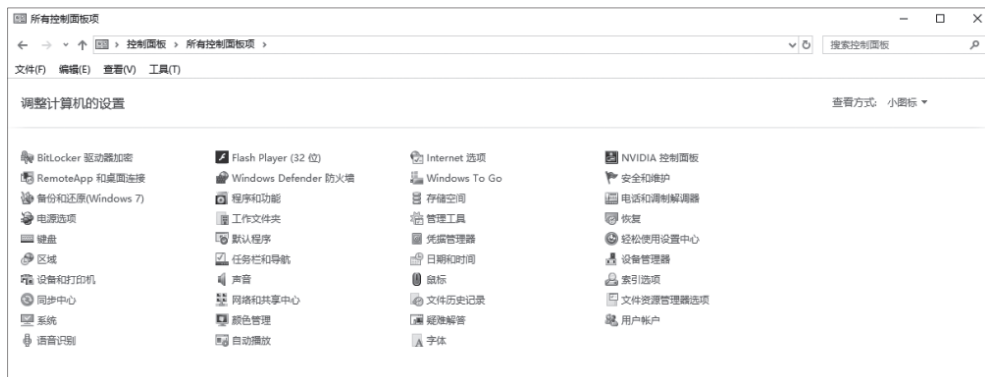 所有控制面板项
控制面板 › 所有控制面板项 ›
搜索控制面板
文件(F) 编辑(E) 查看(V) 工具(T)
调整计算机的设置
查看方式: 小图标
BitLocker 驱动器加密 Flash Player (32 位) Internet 选项 NVIDIA 控制面板
RemoteApp 和桌面连接 Windows Defender 防火墙 Windows To Go 安全和维护
备份和还原(Windows 7) 程序和功能 存储空间 电话和调制解调器
电源选项 工作文件夹 管理工具 恢复
键盘 默认程序 凭据管理器 轻松使用设置中心
区域 任务栏和导航 日期和时间 设备管理器
设备和打印机 声音 鼠标 索引选项
同步中心 网络和共享中心 文件历史记录 文件资源管理器选项
系统 颜色管理 疑难解答 用户帐户
语音识别 自动播放 字体